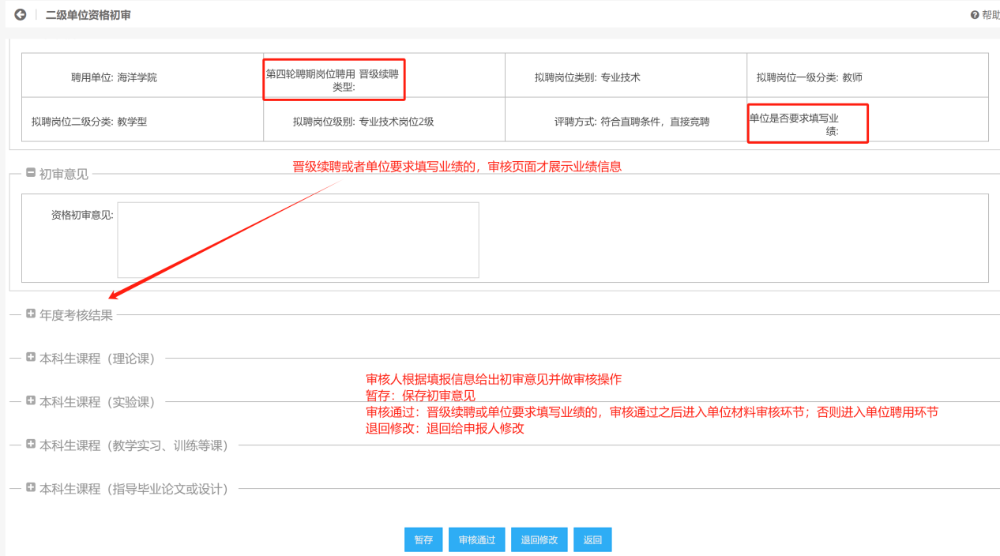 二级单位资格初审
帮助
聘用单位: 海洋学院
第四轮聘期岗位聘用 晋级续聘
类型:
拟聘岗位类别: 专业技术
拟聘岗位一级分类: 教师
拟聘岗位二级分类: 教学型
拟聘岗位级别: 专业技术岗位2级
评聘方式: 符合直聘条件，直接竞聘
单位是否要求填写业
绩:
晋级续聘或者单位要求填写业绩的，审核页面才展示业绩信息
初审意见
资格初审意见:
年度考核结果
本科生课程（理论课）
审核人根据填报信息给出初审意见并做审核操作
暂存：保存初审意见
本科生课程（实验课）
审核通过：晋级续聘或单位要求填写业绩的，审核通过之后进入单位材料审核环节；否则进入单位聘用环节
退回修改：退回给申报人修改
本科生课程（教学实习、训练等课）
本科生课程（指导毕业论文或设计）
暂存
审核通过
退回修改
返回